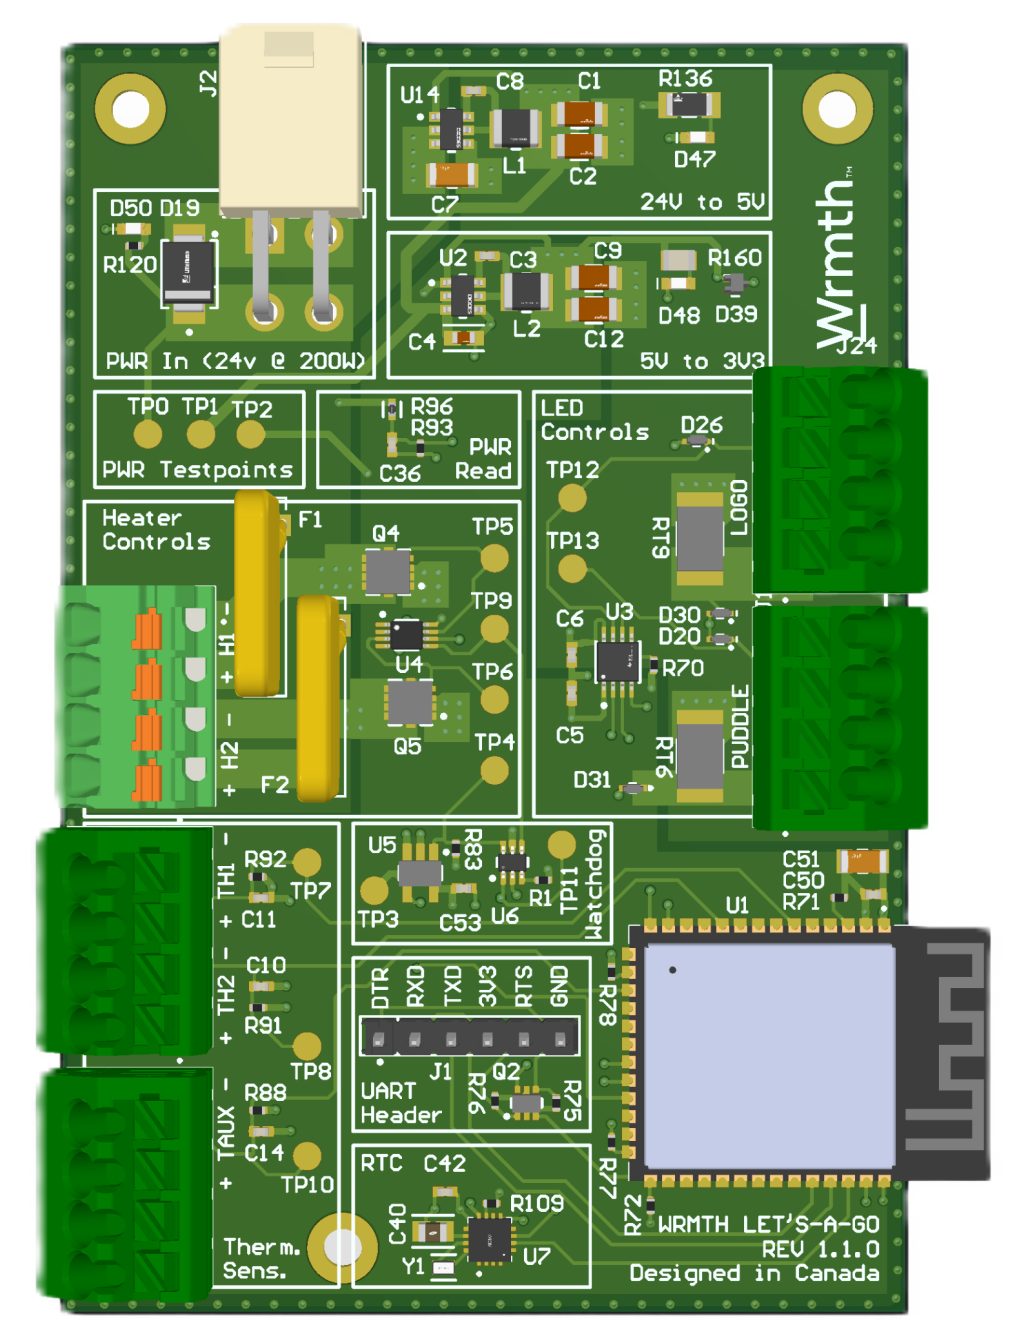 J2
U14
C8
C1
R136
L1
C2
D47
C7
24V to 5V
Wrmth™
D50 D19
R120
PWR In (24v @ 200W)
U2
C3
C9
R160
L2
C4
C12
D48
D39
5V to 3V3
J24
TP0 TP1 TP2
PWR Testpoints
R96
R93
C36
PWR
Read
LED
Controls
D26
TP12
LOGO
RT9
TP13
Heater
Controls
F1
Q4
TP5
TP9
U4
TP6
Q5
TP4
H1
- +
H2
- +
F2
C6
U3
D30
D20
R70
C5
PUDDLE
RT6
D31
TH1
- +
R92
C11
TP7
TH2
- +
C10
R91
TP8
TAUX
- +
R88
C14
TP10
Therm.
Sens.
U5
R83
TP3
C53
U6
R1
TP11
Watchdog
C51
C50
R71
U1
DTR
RXD
TXD
3V3
RTS
GND
J1
Q2
UART
Header
R76
R75
R78
R77
R72
RTC
C42
C40
R109
Y1
U7
WRMTH LET'S-A-GO
REV 1.1.0
Designed in Canada